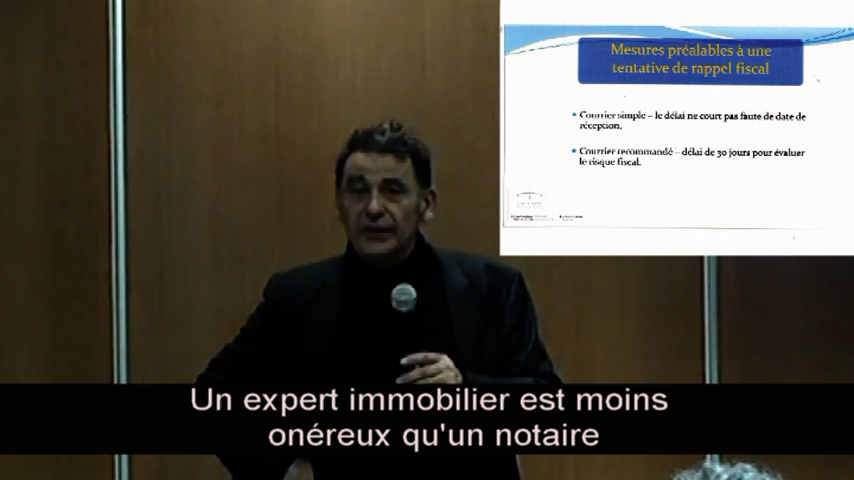 Mesures préalables à une
tentative de rappel fiscal
• Courrier simple – le délai ne court pas faute de date de
réception.
• Courrier recommandé – délai de 30 jours pour évaluer
le risque fiscal.
Un expert immobilier est moins
onéreux qu'un notaire